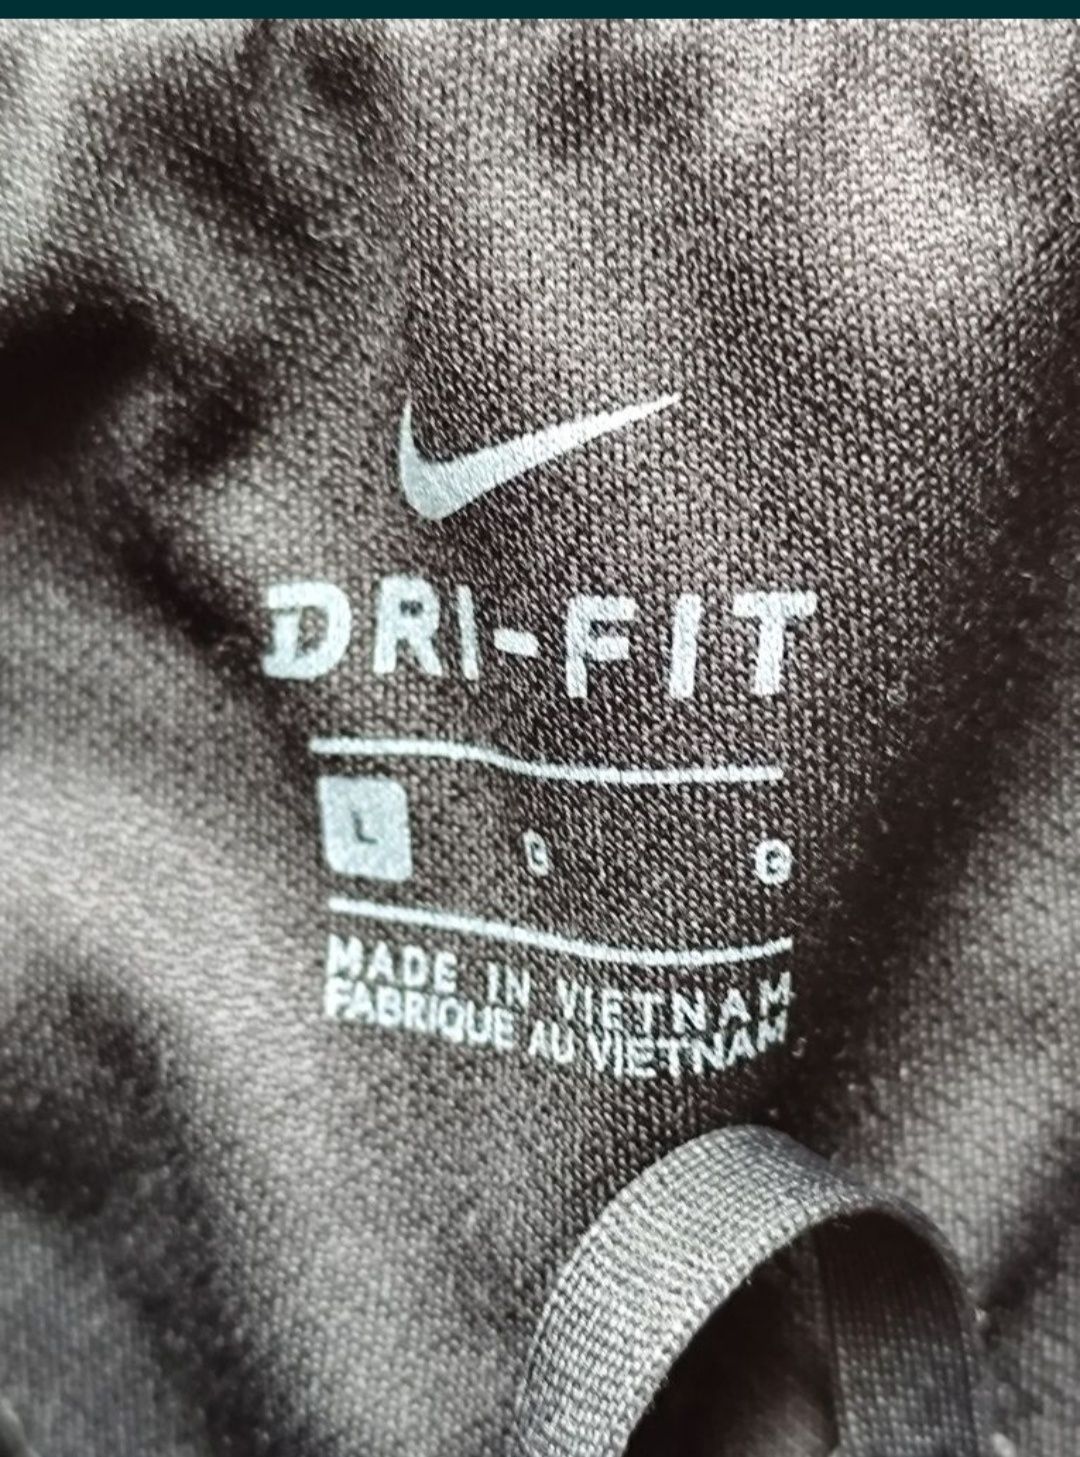 DRI-FIT
L G G
MADE IN VIETNAM
FABRIQUE AU VIETNAM